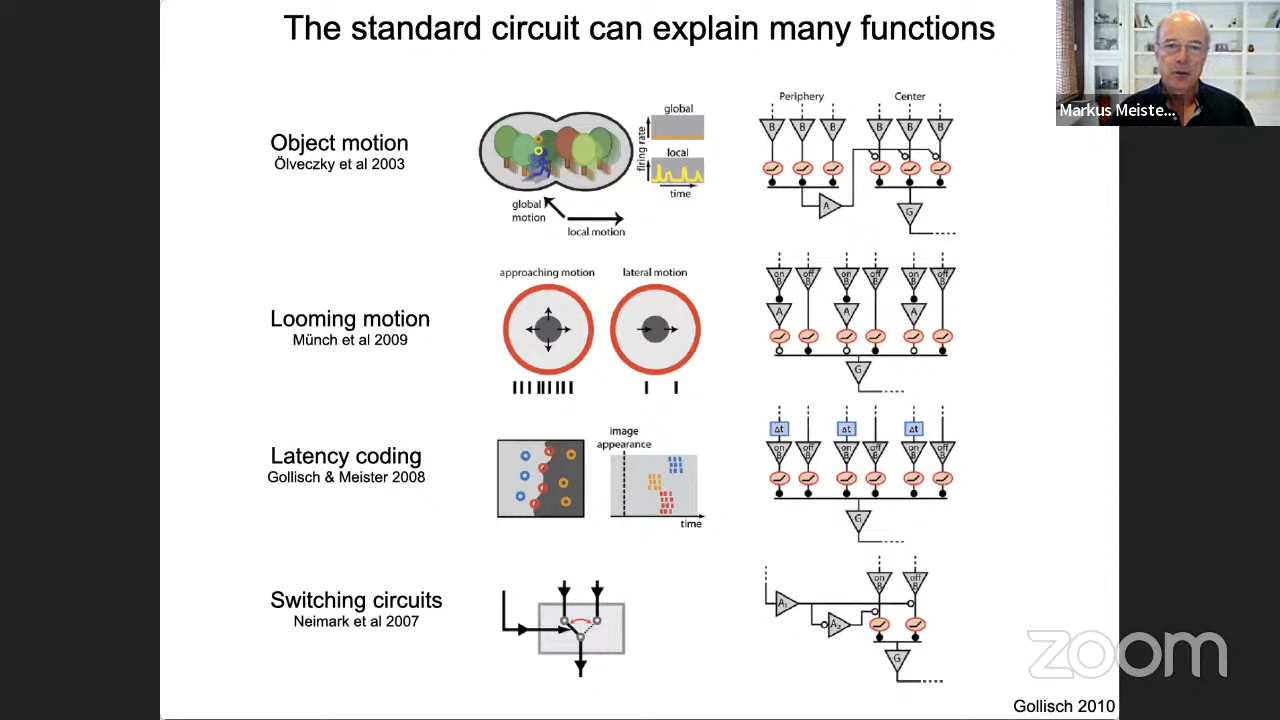 The standard circuit can explain many functions
Markus Meiste...
Object motion
Ölveczky et al 2003
global
motion
local motion
global
local
firing rate
time
Periphery
Center
B
B
B
B
B
B
A
G
Looming motion
Münch et al 2009
approaching motion
lateral motion
on
B
off
B
on
B
off
B
on
B
off
B
A
A
A
G
Latency coding
Gollisch & Meister 2008
image
appearance
time
Δt
Δt
Δt
on
B
off
B
on
B
off
B
on
B
off
B
G
Switching circuits
Neimark et al 2007
A₁
A₂
on
B
off
B
G
zoom
Gollisch 2010